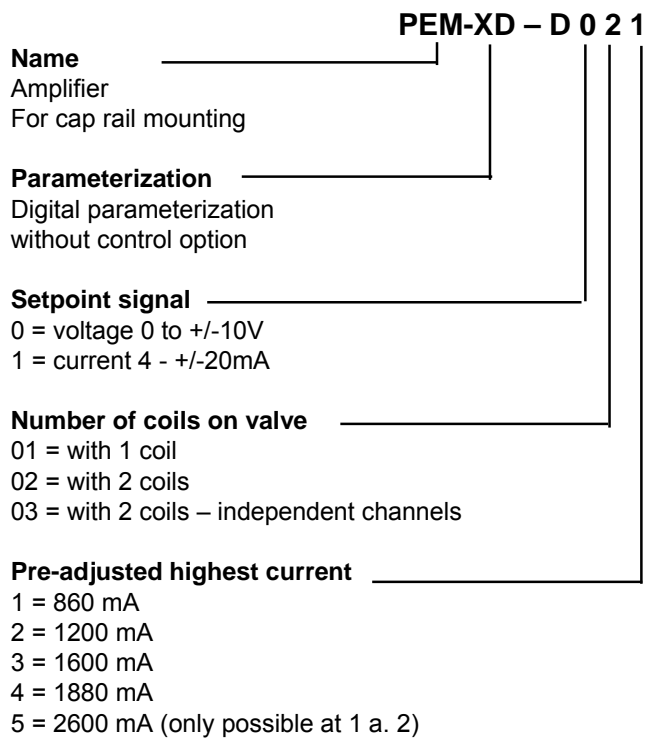 PEM-XD – D 0 2 1
Name
Amplifier
For cap rail mounting
Parameterization
Digital parameterization
without control option
Setpoint signal
0 = voltage 0 to +/-10V
1 = current 4 - +/-20mA
Number of coils on valve
01 = with 1 coil
02 = with 2 coils
03 = with 2 coils – independent channels
Pre-adjusted highest current
1 = 860 mA
2 = 1200 mA
3 = 1600 mA
4 = 1880 mA
5 = 2600 mA (only possible at 1 a. 2)